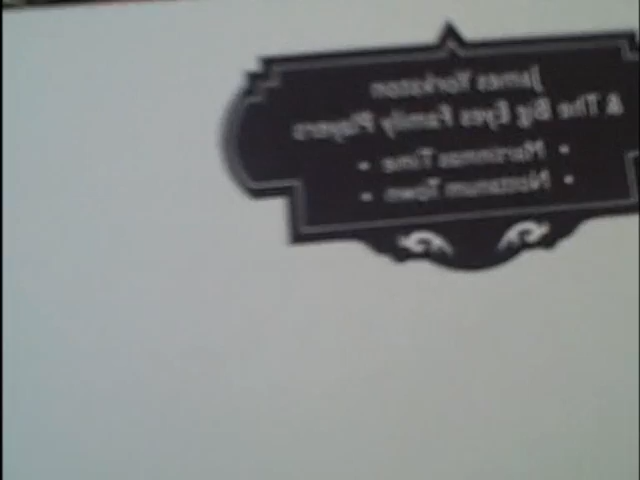 James Yorkston
& The Big Eyes Family Players
• Martinmas Time •
• Nottamun Town •